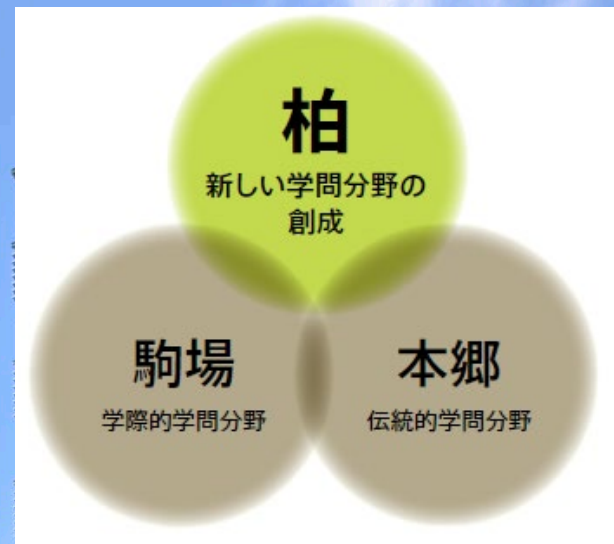 柏
新しい学問分野の
創成
駒場
学際的学問分野
本郷
伝統的学問分野